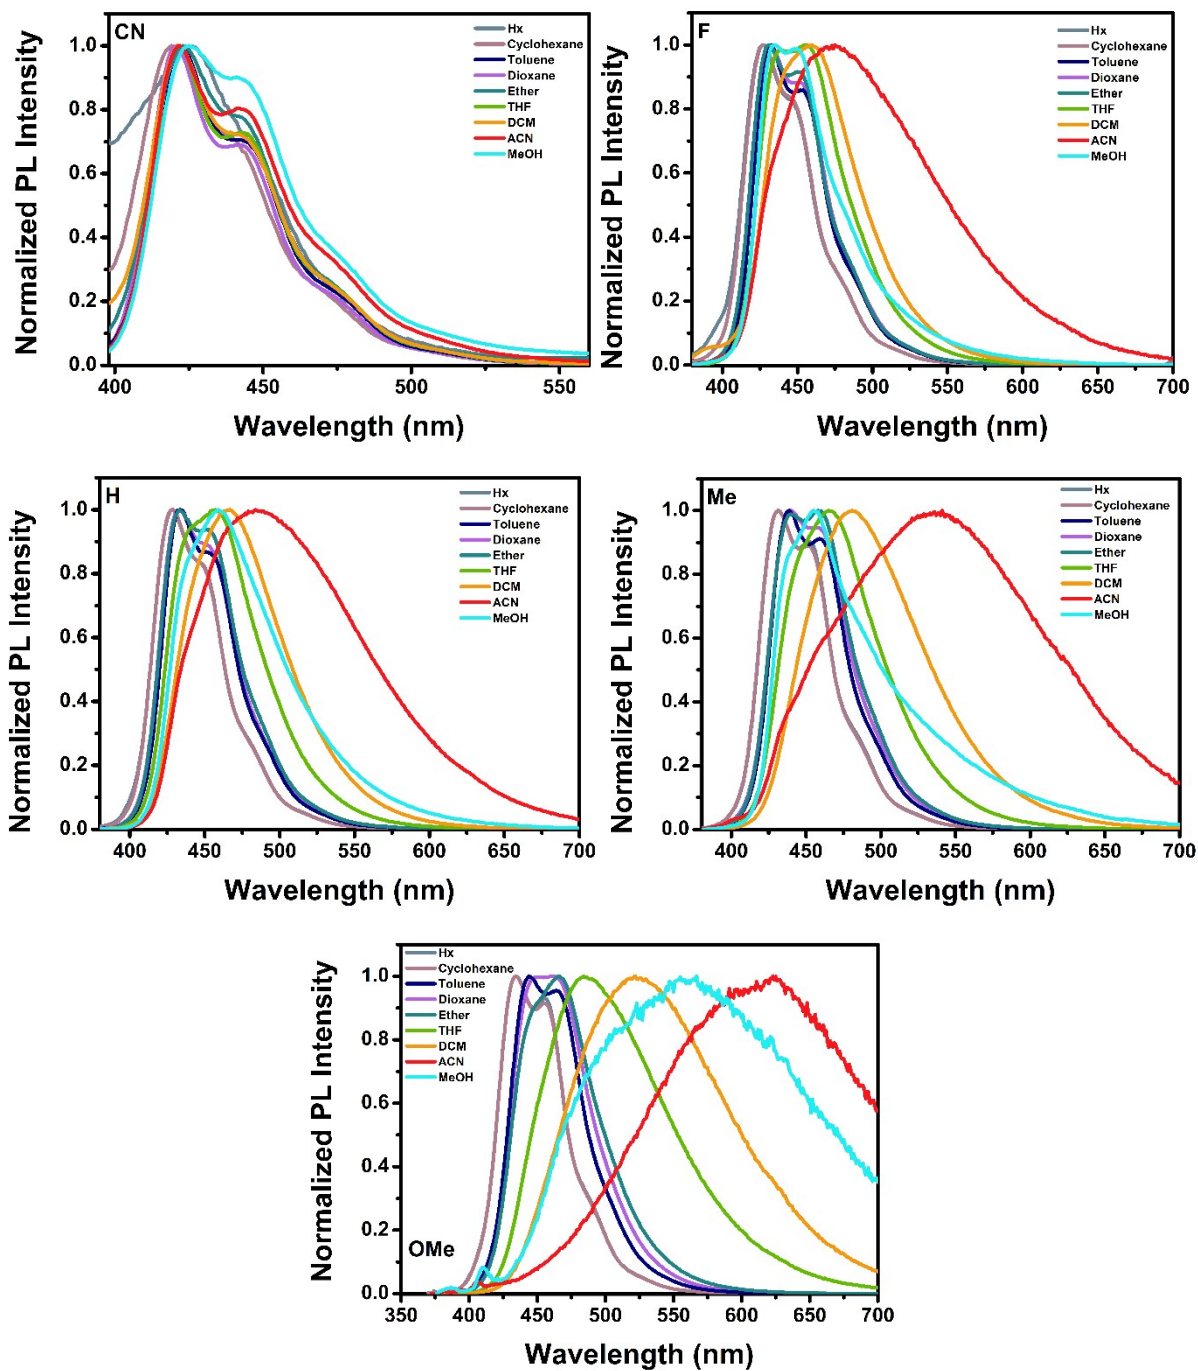 CN
Hx
Cyclohexane
Toluene
Dioxane
Ether
THF
DCM
ACN
MeOH
1.0
0.8
0.6
0.4
0.2
0.0
Normalized PL Intensity
400 450 500 550
Wavelength (nm)
F
Hx
Cyclohexane
Toluene
Dioxane
Ether
THF
DCM
ACN
MeOH
1.0
0.8
0.6
0.4
0.2
0.0
Normalized PL Intensity
400 450 500 550 600 650 700
Wavelength (nm)
H
Hx
Cyclohexane
Toluene
Dioxane
Ether
THF
DCM
ACN
MeOH
1.0
0.8
0.6
0.4
0.2
0.0
Normalized PL Intensity
400 450 500 550 600 650 700
Wavelength (nm)
Me
Hx
Cyclohexane
Toluene
Dioxane
Ether
THF
DCM
ACN
MeOH
1.0
0.8
0.6
0.4
0.2
0.0
Normalized PL Intensity
400 450 500 550 600 650 700
Wavelength (nm)
Hx
Cyclohexane
Toluene
Dioxane
Ether
THF
DCM
ACN
MeOH
1.0
0.8
0.6
0.4
0.2
0.0
Normalized PL Intensity
OMe
350 400 450 500 550 600 650 700
Wavelength (nm)